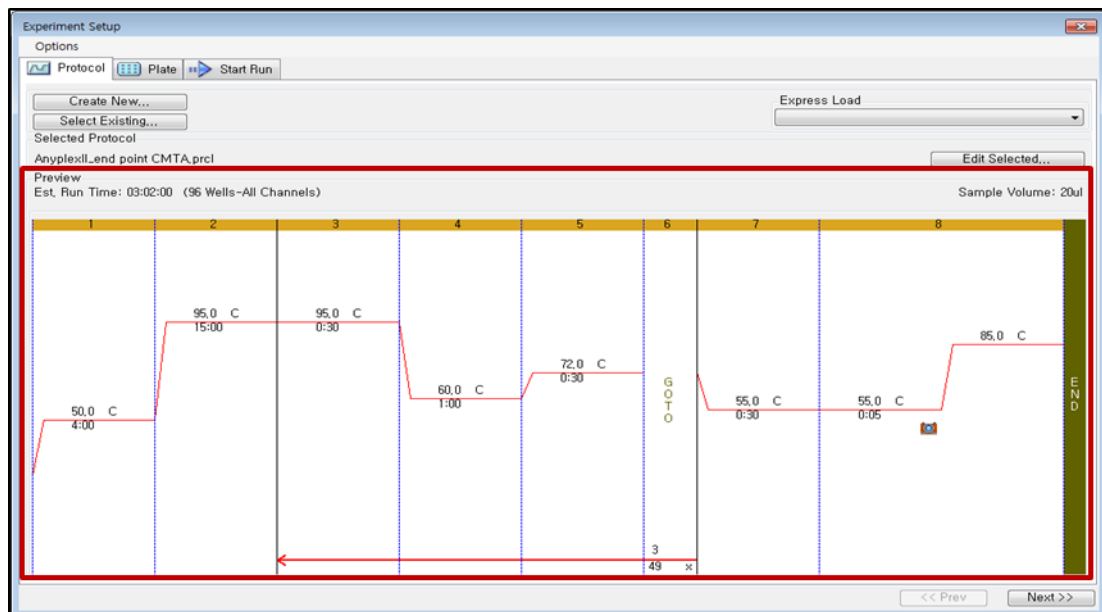 Experiment Setup
Options
Protocol Plate Start Run
Create New...
Select Existing...
Express Load
Selected Protocol
AnyplexII_end point CMTA.prcl
Edit Selected...
Preview
Est. Run Time: 03:02:00 (96 Wells-All Channels)
Sample Volume: 20ul
1 2 3 4 5 6 7 8
95,0 C
15:00
95,0 C
0:30
85,0 C
72,0 C
0:30
60,0 C
1:00
GOTO
END
50,0 C
4:00
55,0 C
0:30
55,0 C
0:05
3
49 x
<< Prev Next >>